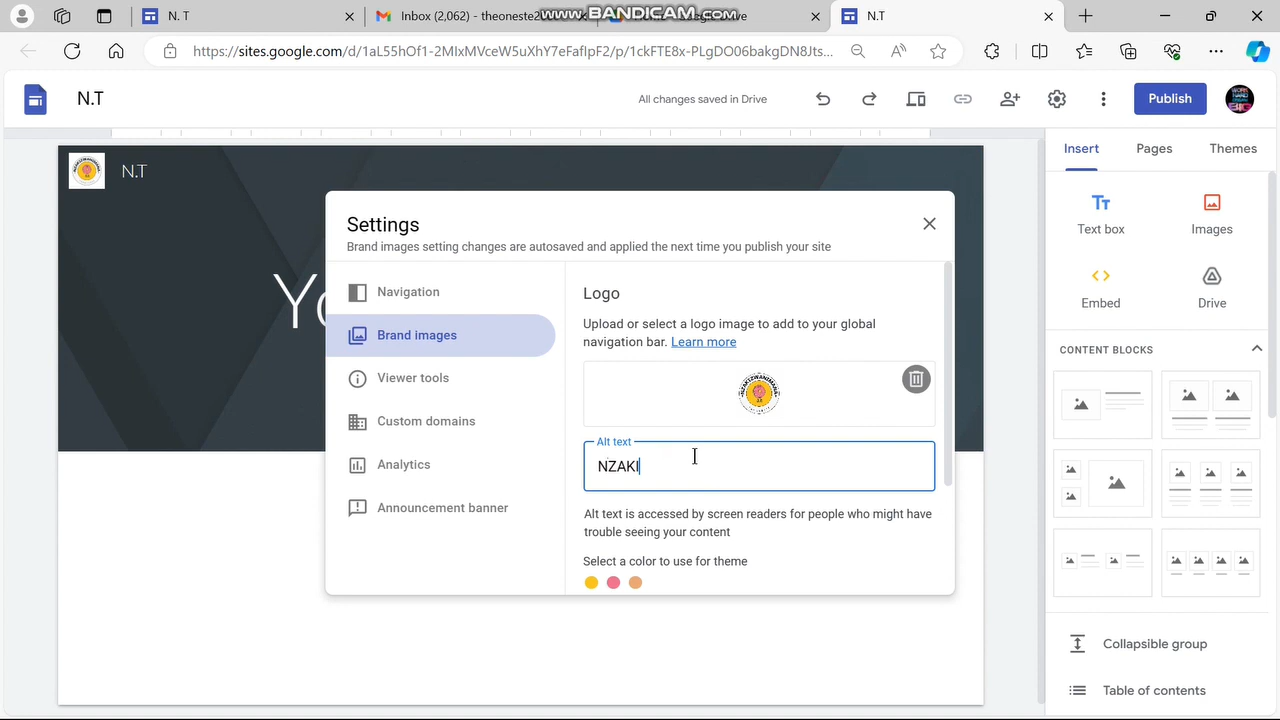 www.BANDICAM.com
N. T
Inbox (2,062) - theoneste2
N.T
https://sites.google.com/d/1aL55hOf1-2MIxMVceW5uXhY7eFafIpF2/p/1ckFTE8x-PLgDO06bakgDN8Jts...
N.T
All changes saved in Drive
Publish
Insert
Pages
Themes
N.T
Settings
Brand images setting changes are autosaved and applied the next time you publish your site
Navigation
Brand images
Viewer tools
Custom domains
Analytics
Announcement banner
Logo
Upload or select a logo image to add to your global
navigation bar. Learn more
Alt text
NZAKI
Alt text is accessed by screen readers for people who might have
trouble seeing your content
Select a color to use for theme
Text box
Images
Embed
Drive
CONTENT BLOCKS
Collapsible group
Table of contents